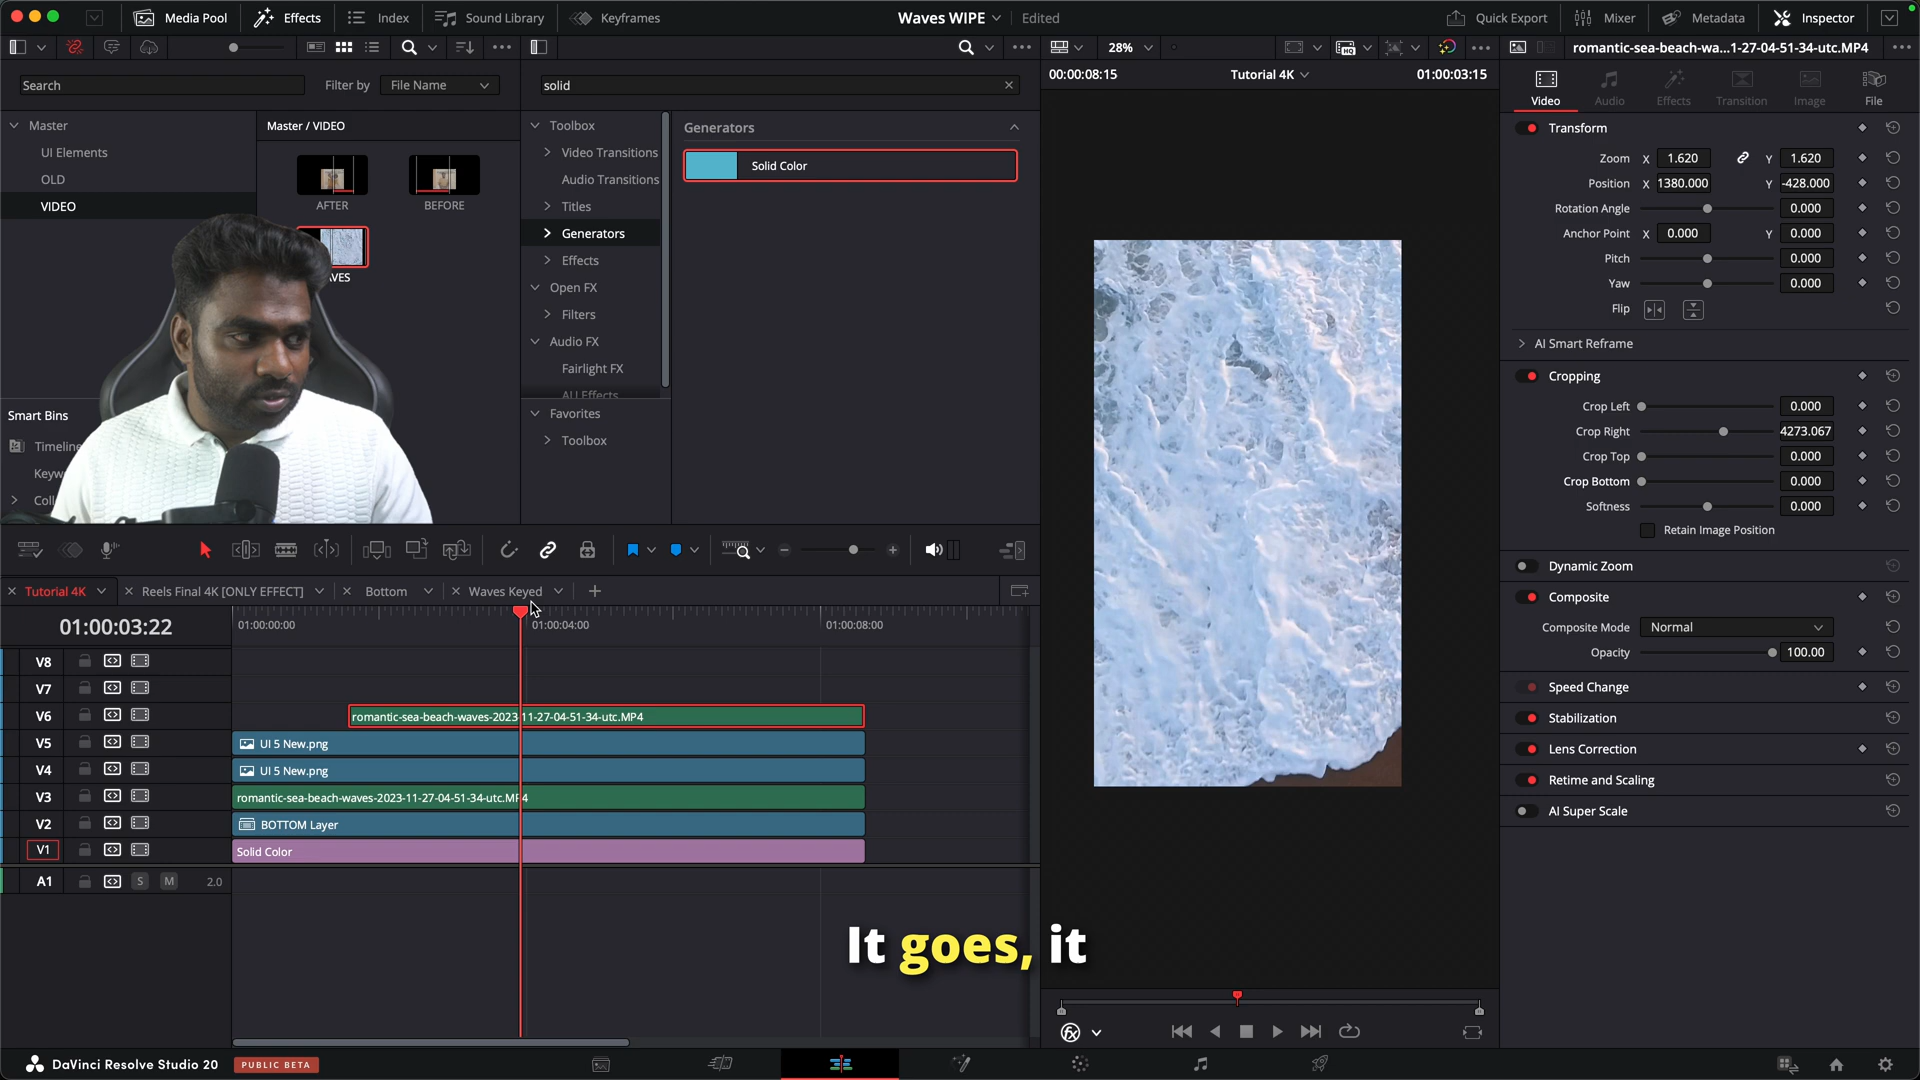 Media Pool
Effects
Index
Sound Library
Keyframes
Waves WIPE
Edited
Quick Export
Mixer
Metadata
Inspector
28%
romantic-sea-beach-wa...1-27-04-51-34-utc.MP4
Search
Filter by
File Name
solid
00:00:08:15
Tutorial 4K
01:00:03:15
Master
UI Elements
OLD
VIDEO
Master / VIDEO
AFTER
BEFORE
VES
Smart Bins
Timeline
Keyw
Coll
Toolbox
Video Transitions
Audio Transitions
Titles
Generators
Effects
Open FX
Filters
Audio FX
Fairlight FX
AU Effects
Favorites
Toolbox
Generators
Solid Color
Video
Audio
Effects
Transition
Image
File
Transform
Zoom X 1.620 Y 1.620
Position X 1380.000 Y -428.000
Rotation Angle 0.000
Anchor Point X 0.000 Y 0.000
Pitch 0.000
Yaw 0.000
Flip
AI Smart Reframe
Cropping
Crop Left 0.000
Crop Right 4273.067
Crop Top 0.000
Crop Bottom 0.000
Softness 0.000
Retain Image Position
Dynamic Zoom
Composite
Composite Mode Normal
Opacity 100.00
Speed Change
Stabilization
Lens Correction
Retime and Scaling
AI Super Scale
Tutorial 4K
Reels Final 4K [ONLY EFFECT]
Bottom
Waves Keyed
01:00:03:22
01:00:00:00
01:00:04:00
01:00:08:00
V8
V7
V6
romantic-sea-beach-waves-2023-11-27-04-51-34-utc.MP4
V5
UI 5 New.png
V4
UI 5 New.png
V3
romantic-sea-beach-waves-2023-11-27-04-51-34-utc.MP4
V2
BOTTOM Layer
V1
Solid Color
A1 S M 2.0
It goes, it
DaVinci Resolve Studio 20
PUBLIC BETA